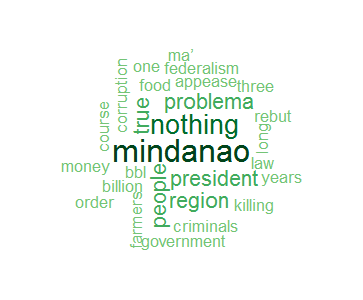 ma'
one federalism
corruption
food appease three
course
true
problema
nothing
long
rebut
mindanao
law
money
bbl
people
president
years
billion
order
farmers
region
killing
criminals
government